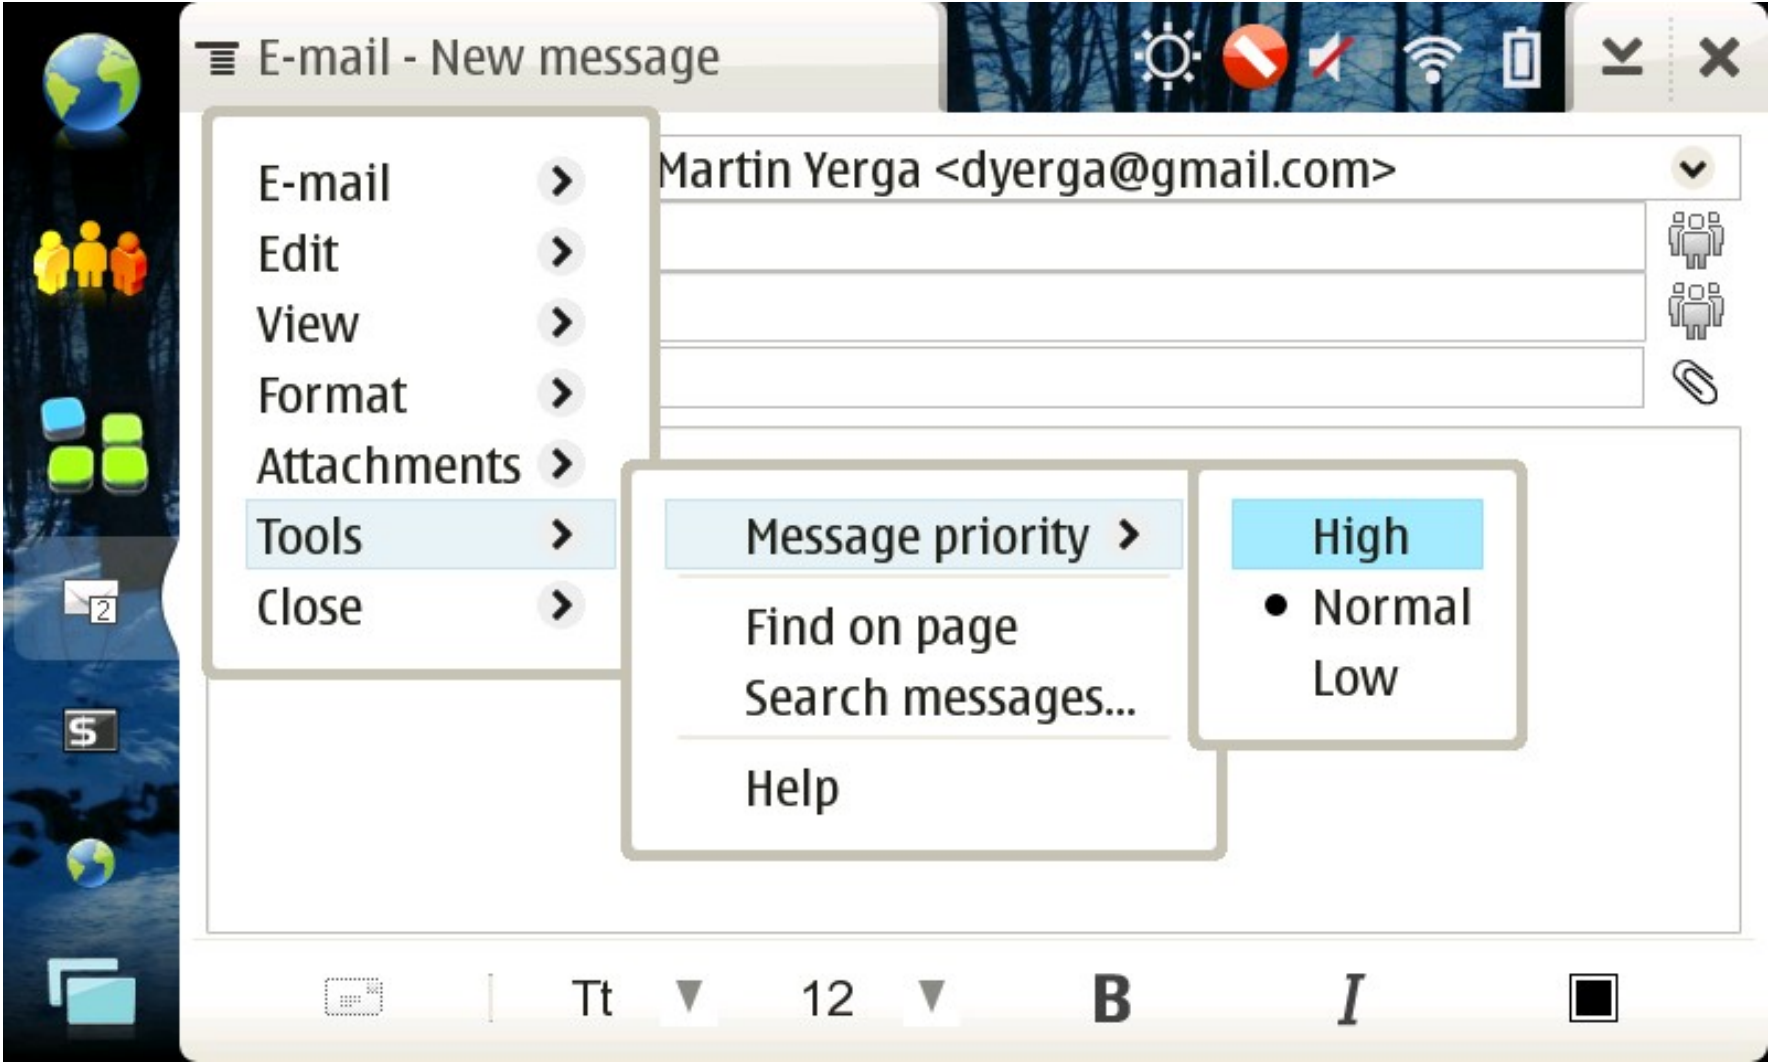 E-mail - New message
Martin Yerga <dyerga@gmail.com>
E-mail
Edit
View
Format
Attachments
Tools
Close
Message priority
Find on page
Search messages...
Help
High
Normal
Low
2
$
Tt
12
B
I